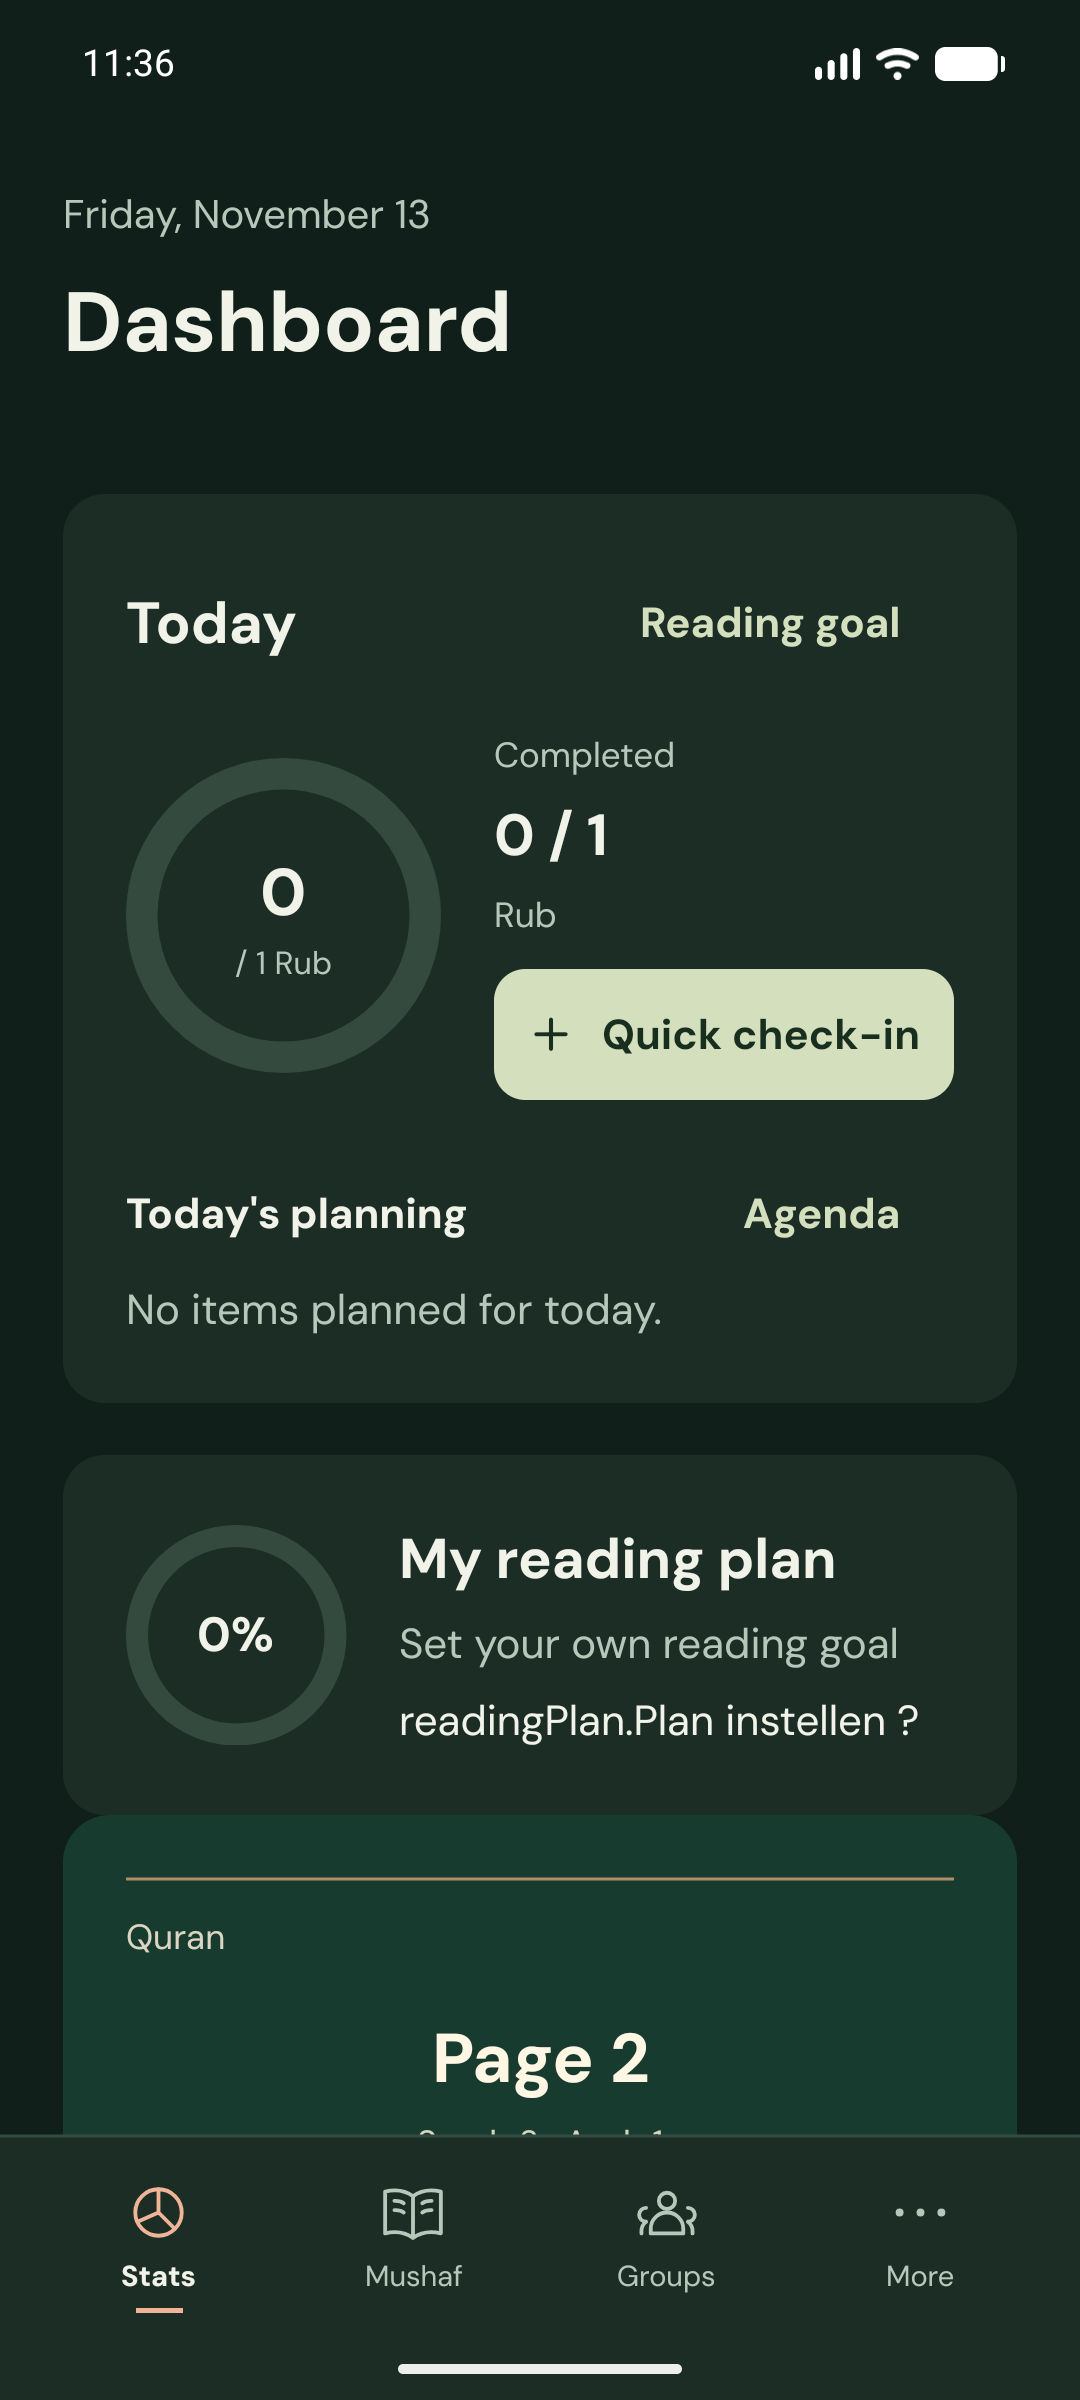 11:36
Friday, November 13
Dashboard
Today
Reading goal
0
/ 1 Rub
Completed
0 / 1
Rub
Quick check-in
Today's planning
Agenda
No items planned for today.
0%
My reading plan
Set your own reading goal
readingPlan.Plan instellen ?
Quran
Page 2
Stats
Mushaf
Groups
More